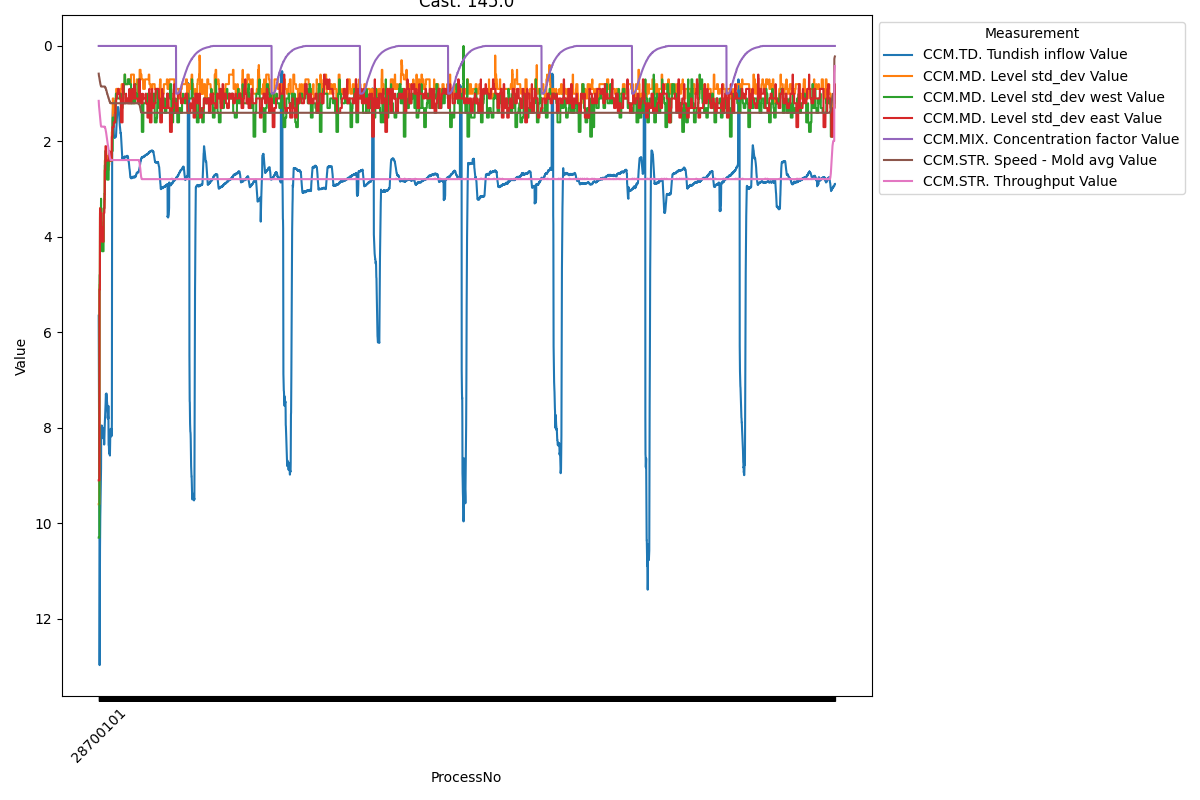 Cast: 145.0
Measurement
CCM.TD. Tundish inflow Value
CCM.MD. Level std_dev Value
CCM.MD. Level std_dev west Value
CCM.MD. Level std_dev east Value
CCM.MIX. Concentration factor Value
CCM.STR. Speed - Mold avg Value
CCM.STR. Throughput Value
Value
0
2
4
6
8
10
12
28700101
ProcessNo